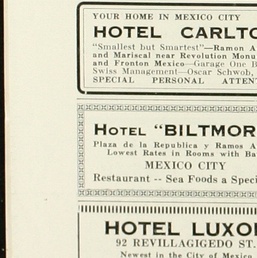 YOUR HOME IN MEXICO CITY
HOTEL CARLTO
"Smallest but Smartest"—Ramon A
and Mariscal near Revolution Monu
and Fronton Mexico—Garage One B
Swiss Management—Oscar Schwob,
SPECIAL PERSONAL ATTEN
HOTEL "BILTMOR
Plaza de la Republica y Ramos A
Lowest Rates in Rooms with Ba
MEXICO CITY
Restaurant -- Sea Foods a Speci
HOTEL LUXO
92 REVILLAGIGEDO ST.
Newest in the City of Mexico